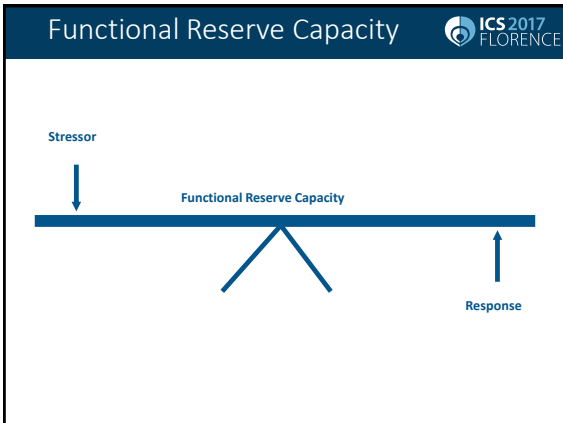 Functional Reserve Capacity
ICS 2017
FLORENCE
Stressor
Functional Reserve Capacity
Response